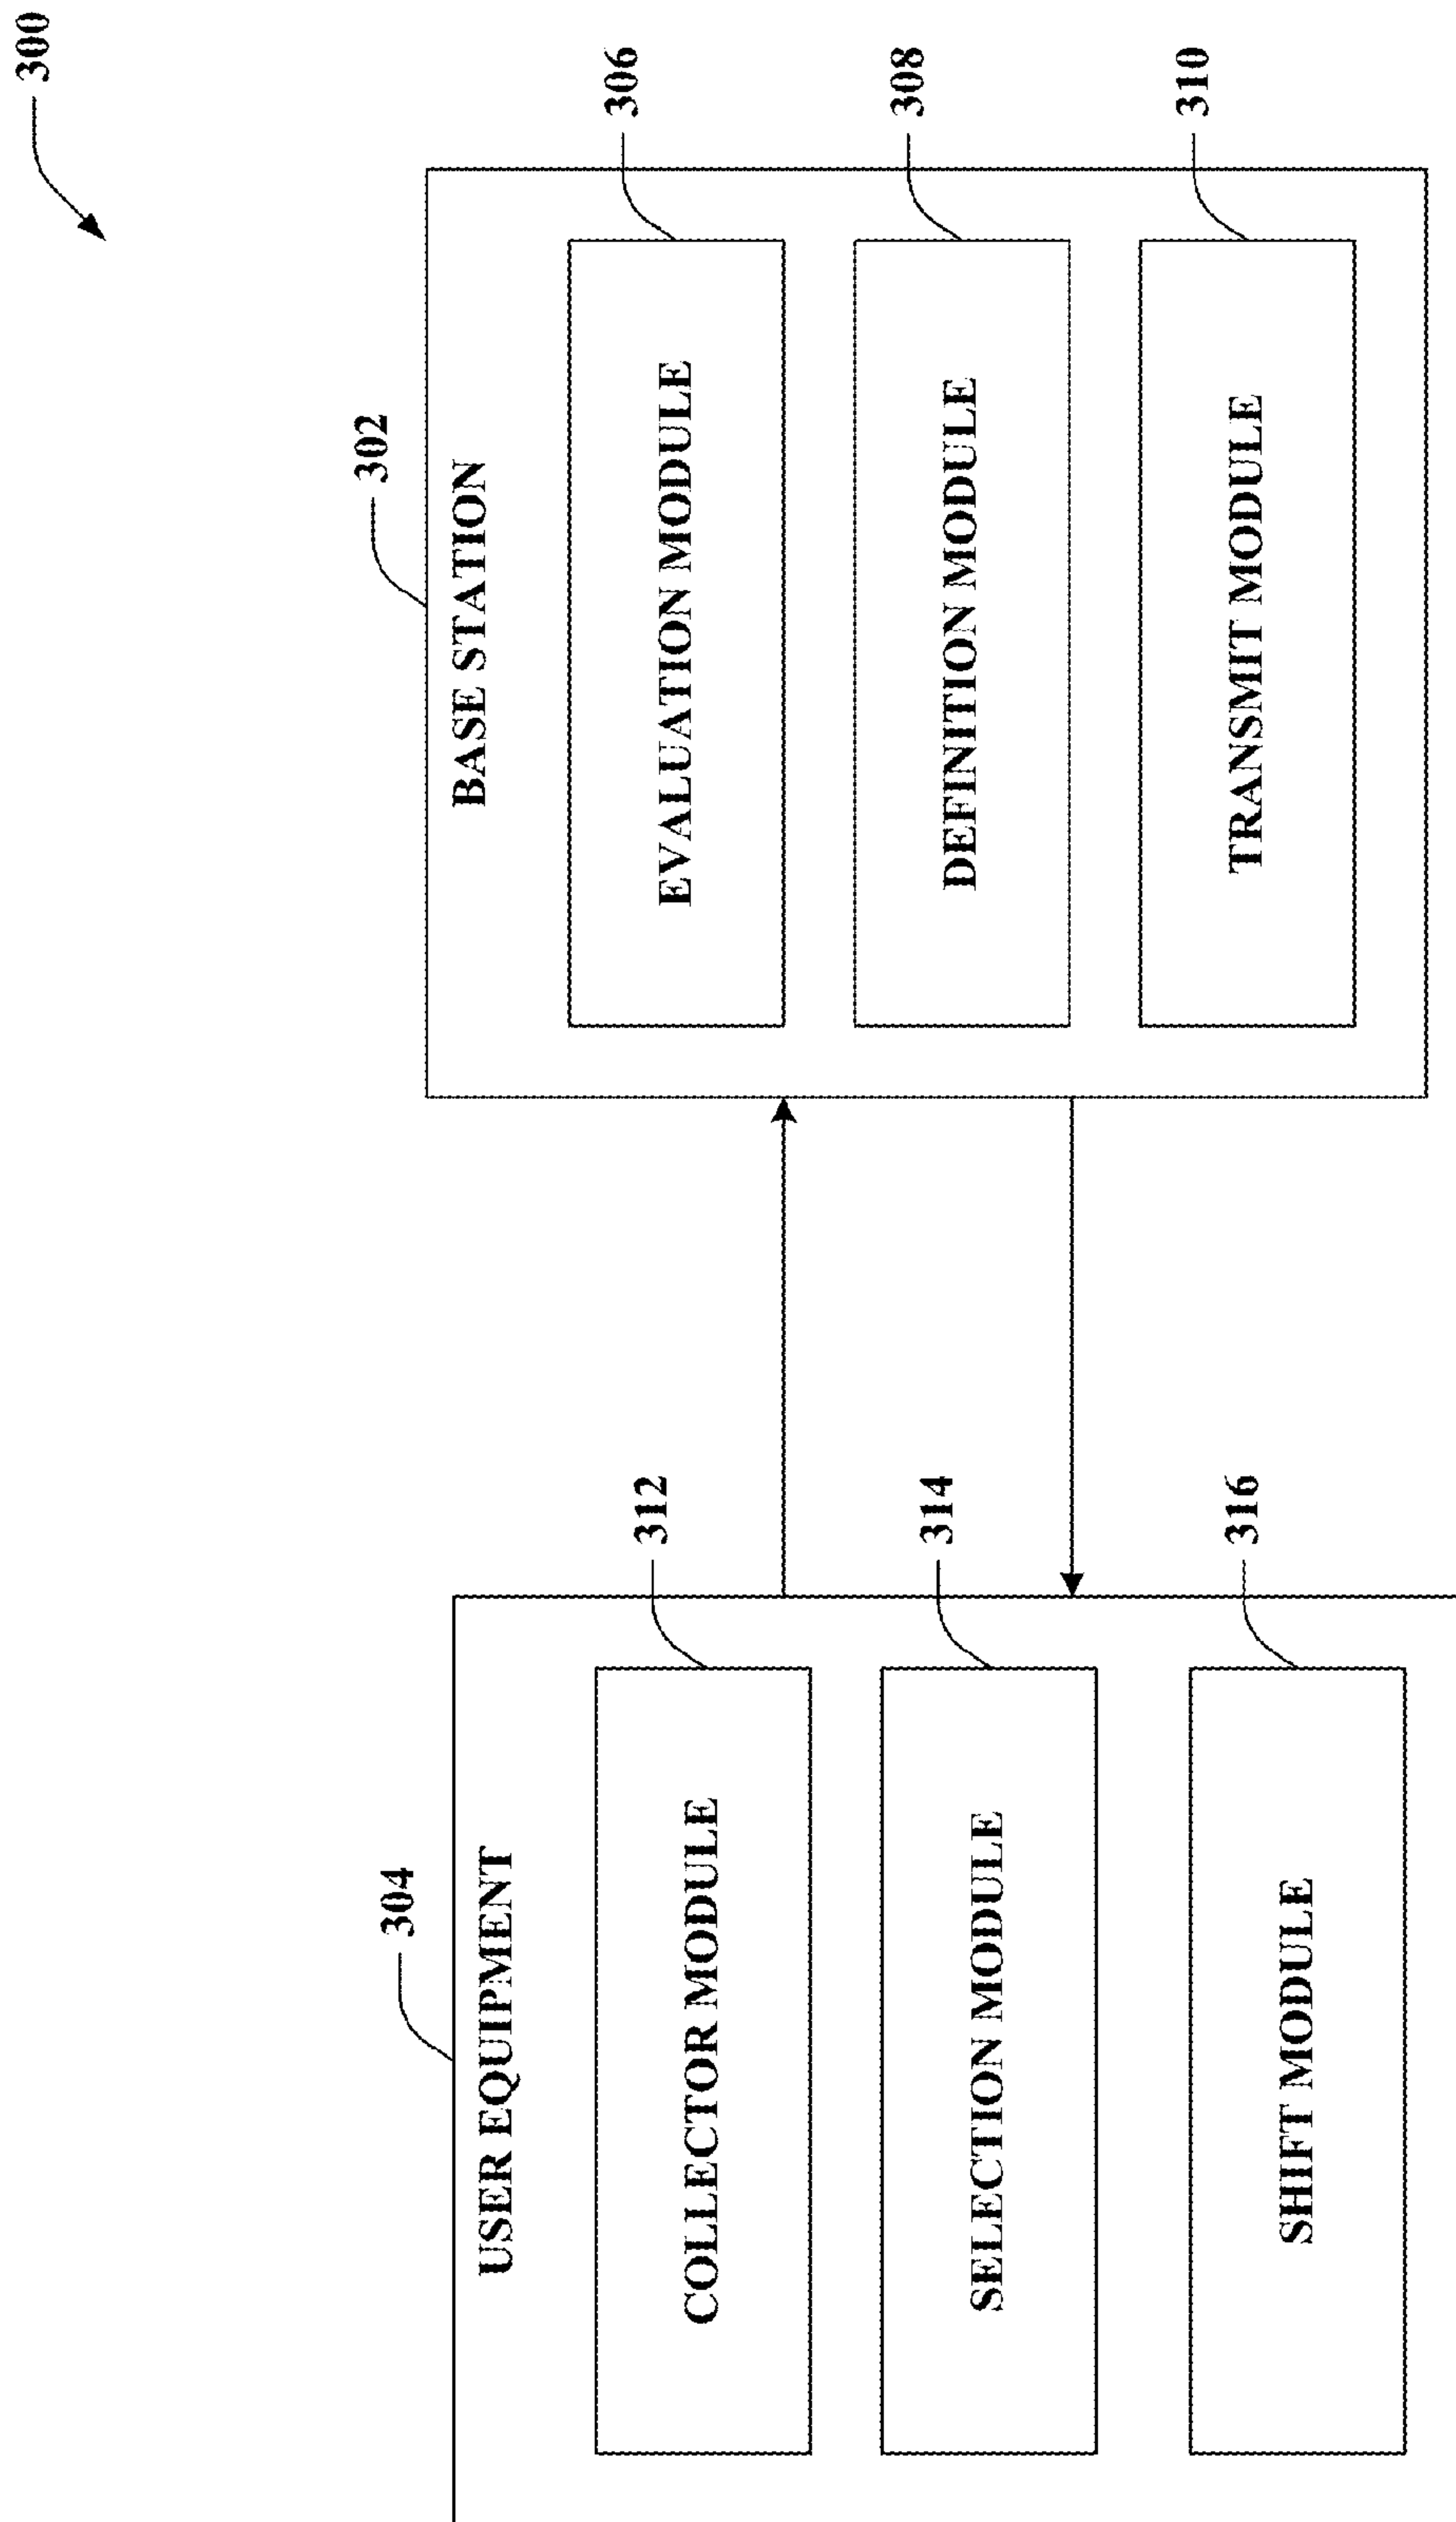 300
304
USER EQUIPMENT
312
COLLECTOR MODULE
314
SELECTION MODULE
316
SHIFT MODULE
302
BASE STATION
306
EVALUATION MODULE
308
DEFINITION MODULE
310
TRANSMIT MODULE